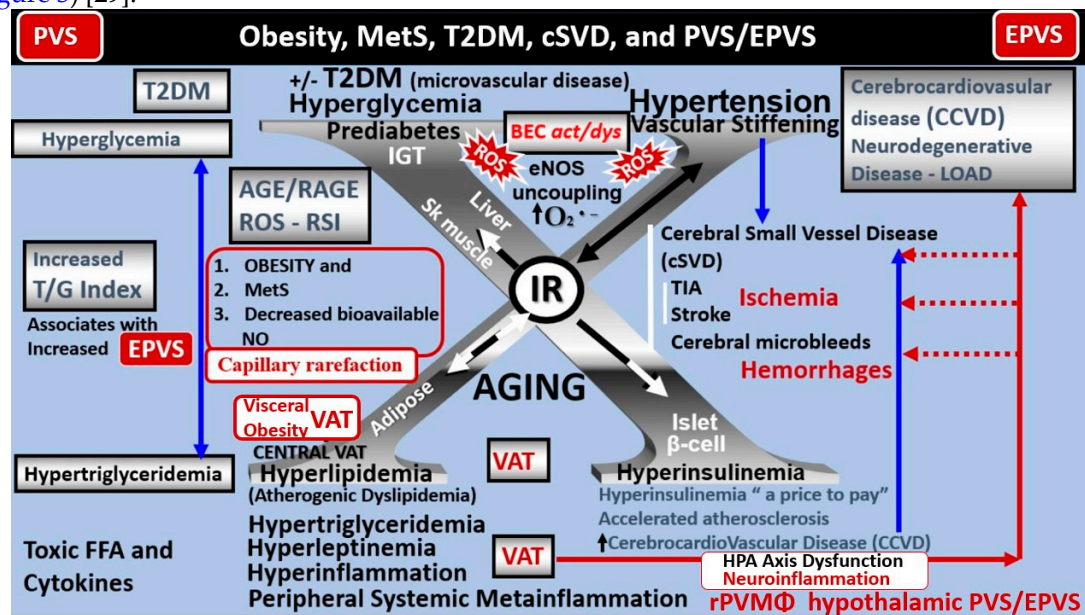 gure 3) [29].
PVS
Obesity, MetS, T2DM, cSVD, and PVS/EPVS
EPVS
T2DM
Hyperglycemia
AGE/RAGE
ROS - RSI
Increased
T/G Index
Associates with
Increased EPVS
1. OBESITY and
2. MetS
3. Decreased bioavailable
NO
Capillary rarefaction
Visceral
Obesity VAT
CENTRAL VAT
Hypertriglyceridemia
Toxic FFA and
Cytokines
+/- T2DM (microvascular disease)
Hyperglycemia
Prediabetes
IGT
Liver
Sk muscle
ROS
BEC act/dys
ROS
eNOS
uncoupling
↑O₂•-
Hypertension
Vascular Stiffening
IR
AGING
Adipose
Islet
β-cell
Hyperlipidemia
(Atherogenic Dyslipidemia)
Hypertriglyceridemia
Hyperleptinemia
Hyperinflammation
Peripheral Systemic Metainflammation
VAT
VAT
Hyperinsulinemia
Hyperinsulinemia “ a price to pay”
Accelerated atherosclerosis
↑CerebrocardioVascular Disease (CCVD)
Cerebrocardiovascular
disease (CCVD)
Neurodegenerative
Disease - LOAD
Cerebral Small Vessel Disease
(cSVD)
TIA
Stroke
Ischemia
Cerebral microbleeds
Hemorrhages
HPA Axis Dysfunction
Neuroinflammation
rPVMΦ hypothalamic PVS/EPVS